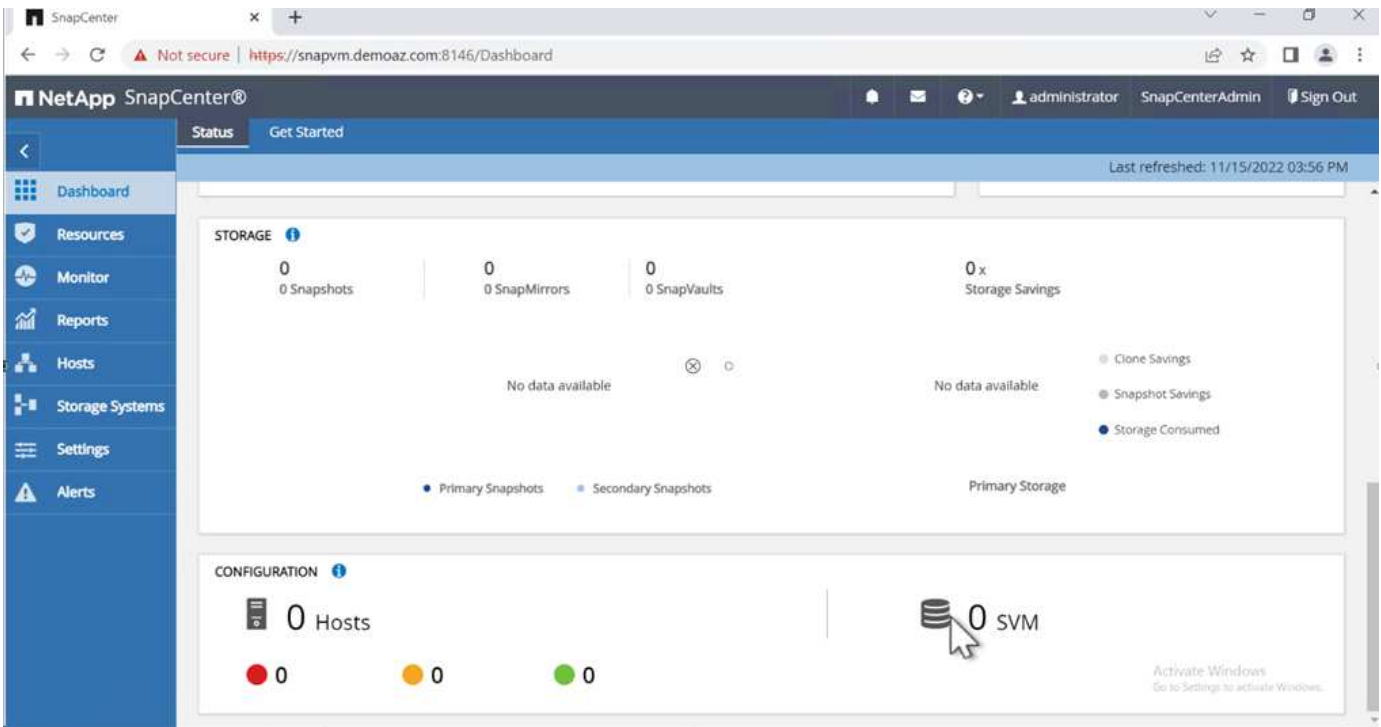 SnapCenter
Not secure | https://snapvm.demoaz.com:8146/Dashboard
NetApp SnapCenter®
administrator SnapCenterAdmin Sign Out
Status Get Started
Last refreshed: 11/15/2022 03:56 PM
Dashboard
Resources
Monitor
Reports
Hosts
Storage Systems
Settings
Alerts
STORAGE
0
0 Snapshots
0
0 SnapMirrors
0
0 SnapVaults
0 x
Storage Savings
No data available
Primary Snapshots Secondary Snapshots
No data available
Clone Savings
Snapshot Savings
Storage Consumed
Primary Storage
CONFIGURATION
0 Hosts
0 0 0
0 SVM
Activate Windows
Go to Settings to activate Windows.